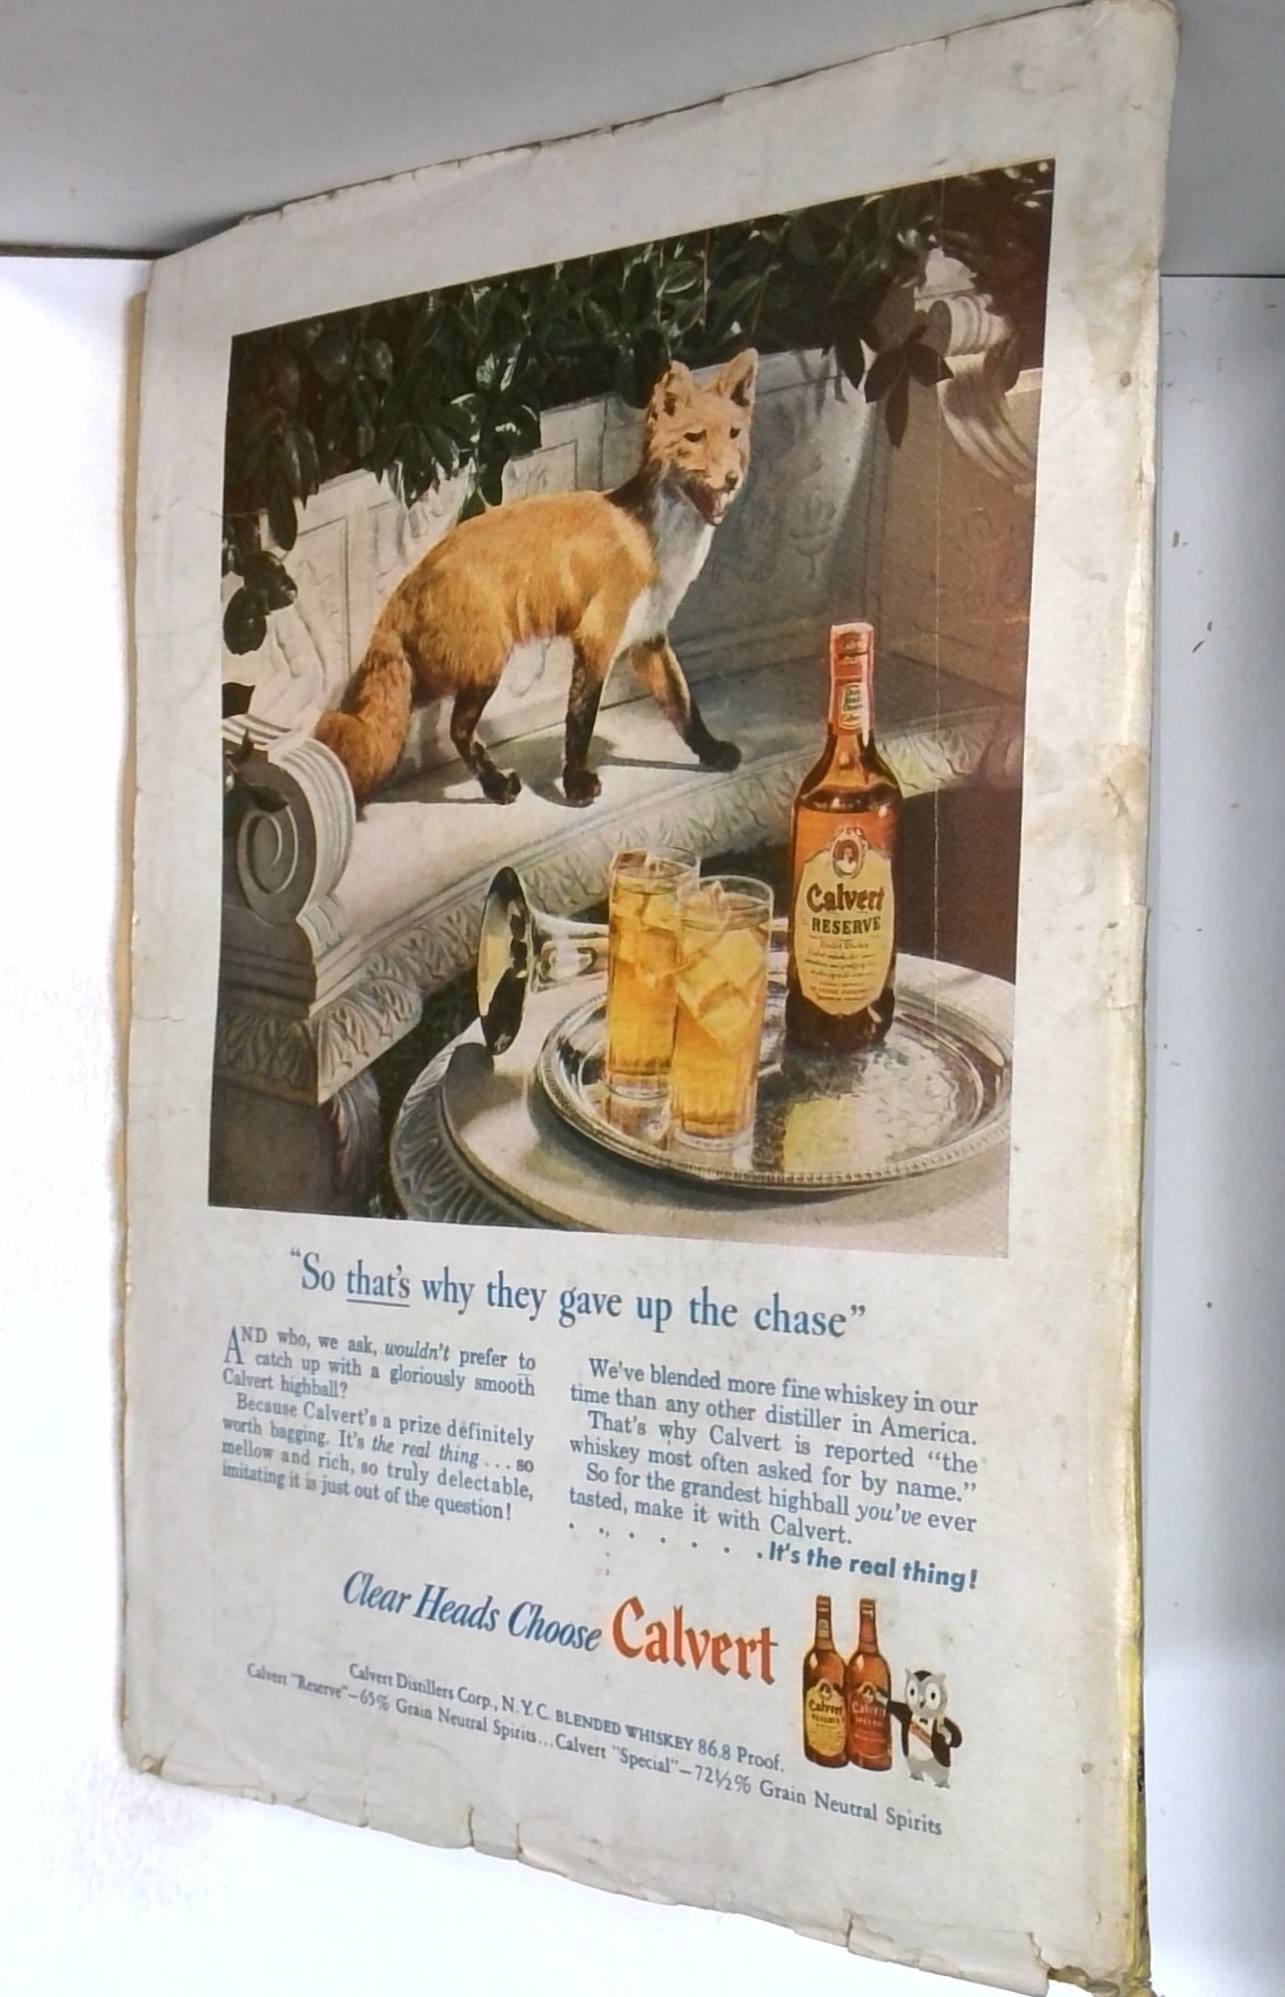 Calvert
RESERVE
"So that's why they gave up the chase"
AND who, we ask, wouldn't prefer to
catch up with a gloriously smooth
Calvert highball?
Because Calvert's a prize definitely
worth bagging. It's the real thing . . . so
mellow and rich, so truly delectable,
imitating it is just out of the question!
We've blended more fine whiskey in our
time than any other distiller in America.
That's why Calvert is reported "the
whiskey most often asked for by name."
So for the grandest highball you've ever
tasted, make it with Calvert.
. . . . . . . It's the real thing!
Clear Heads Choose Calvert
Calvert
RESERVE
Calvert
SPECIAL
Calvert Distillers Corp., N.Y.C. BLENDED WHISKEY 86.8 Proof.
Calvert "Reserve"—65% Grain Neutral Spirits...Calvert "Special"—72½% Grain Neutral Spirits